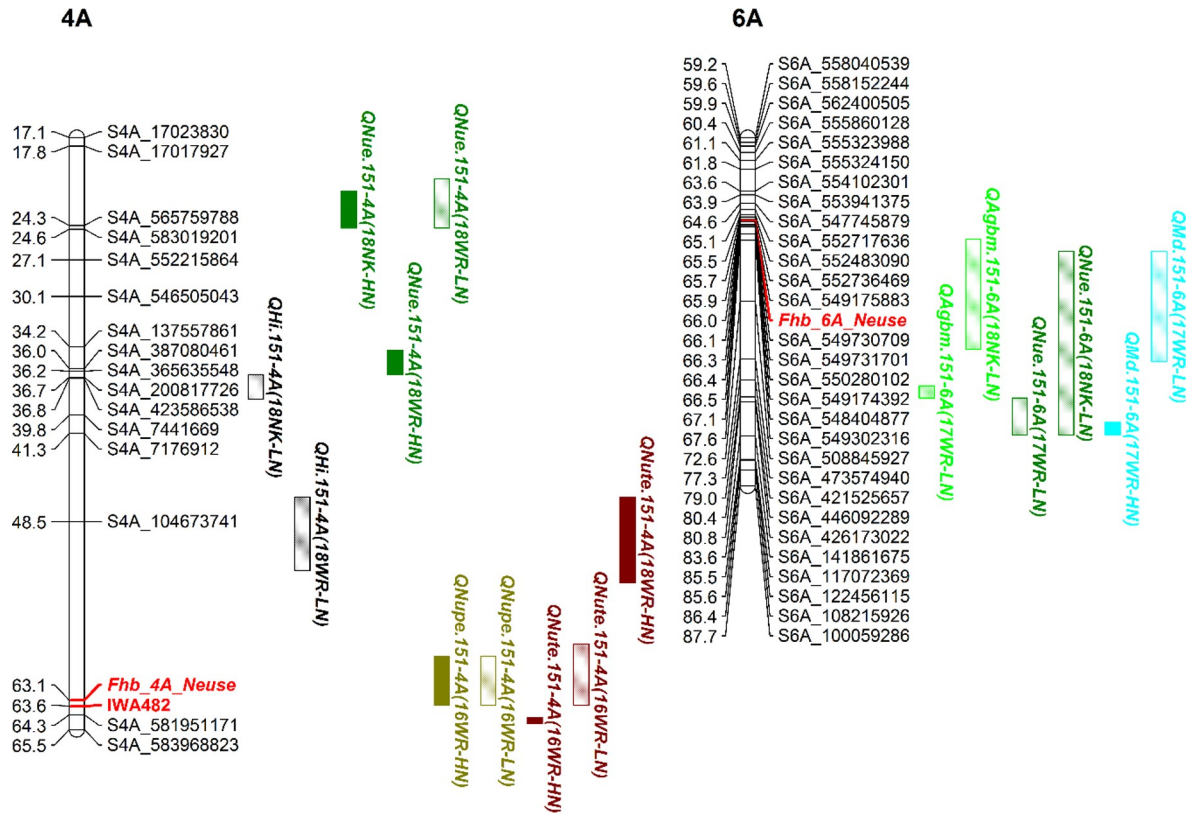 4A
17.1 S4A_17023830
17.8 S4A_17017927
24.3 S4A_565759788
24.6 S4A_583019201
27.1 S4A_552215864
30.1 S4A_546505043
34.2 S4A_137557861
36.0 S4A_387080461
36.2 S4A_365635548
36.7 S4A_200817726
36.8 S4A_423586538
39.8 S4A_7441669
41.3 S4A_7176912
48.5 S4A_104673741
63.1 Fhb_4A_Neuse
63.6 IWA482
64.3 S4A_581951171
65.5 S4A_583968823
QHi.151-4A(18NK-LN)
QHi.151-4A(18WR-LN)
QNue.151-4A(18NK-HN)
QNue.151-4A(18WR-HN)
QNue.151-4A(18WR-LN)
QNupe.151-4A(16WR-HN)
QNupe.151-4A(16WR-LN)
QNute.151-4A(16WR-HN)
QNute.151-4A(16WR-LN)
QNute.151-4A(18WR-HN)
6A
59.2 S6A_558040539
59.6 S6A_558152244
59.9 S6A_562400505
60.4 S6A_555860128
61.1 S6A_555323988
61.8 S6A_555324150
63.6 S6A_554102301
63.9 S6A_553941375
64.6 S6A_547745879
65.1 S6A_552717636
65.5 S6A_552483090
65.7 S6A_552736469
65.9 S6A_549175883
66.0 Fhb_6A_Neuse
66.1 S6A_549730709
66.3 S6A_549731701
66.4 S6A_550280102
66.5 S6A_549174392
67.1 S6A_548404877
67.6 S6A_549302316
72.6 S6A_508845927
77.3 S6A_473574940
79.0 S6A_421525657
80.4 S6A_446092289
80.8 S6A_426173022
83.6 S6A_141861675
85.5 S6A_117072369
85.6 S6A_122456115
86.4 S6A_108215926
87.7 S6A_100059286
QAgbm.151-6A(17WR-LN)
QAgbm.151-6A(18NK-LN)
QNue.151-6A(17WR-LN)
QNue.151-6A(18NK-LN)
QMd.151-6A(17WR-HN)
QMd.151-6A(17WR-LN)